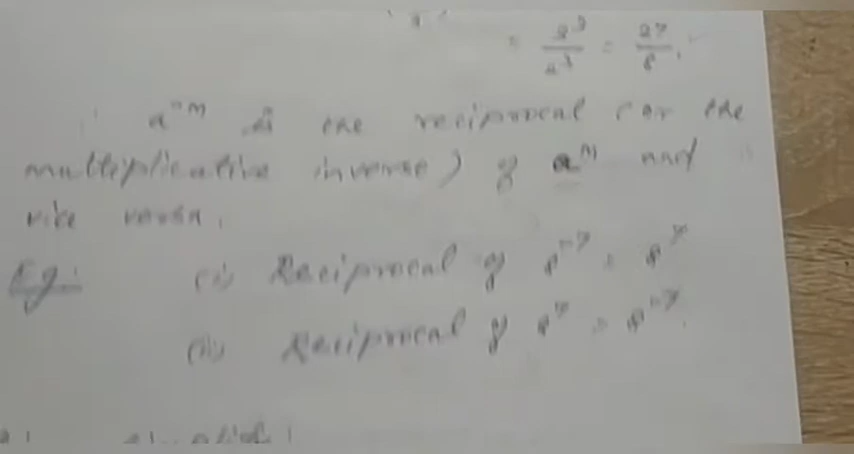 = 3³/2³ = 27/8.
a⁻ᵐ is the reciprocal (or the
multiplicative inverse) of aᵐ and
vice versa.
Eg:- (i) Reciprocal of 8⁻⁷ = 8⁷
(ii) Reciprocal of 8⁷ = 8⁻⁷.